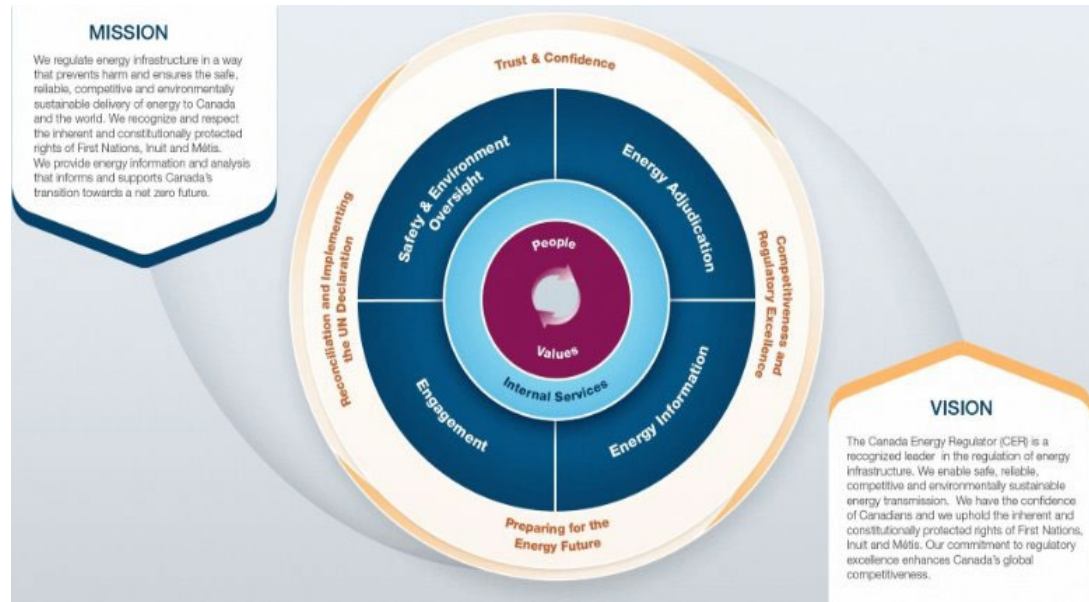 MISSION
We regulate energy infrastructure in a way
that prevents harm and ensures the safe,
reliable, competitive and environmentally
sustainable delivery of energy to Canada
and the world. We recognize and respect
the inherent and constitutionally protected
rights of First Nations, Inuit and Métis.
We provide energy information and analysis
that informs and supports Canada's
transition towards a net zero future.
Trust & Confidence
Safety & Environment
Oversight
Energy Adjudication
Reconciliation and Implementing
the UN Declaration
Competitiveness and
Regulatory Excellence
People
Values
Internal Services
Engagement
Energy Information
Preparing for the
Energy Future
VISION
The Canada Energy Regulator (CER) is a
recognized leader in the regulation of energy
infrastructure. We enable safe, reliable,
competitive and environmentally sustainable
energy transmission. We have the confidence
of Canadians and we uphold the inherent and
constitutionally protected rights of First Nations,
Inuit and Métis. Our commitment to regulatory
excellence enhances Canada's global
competitiveness.